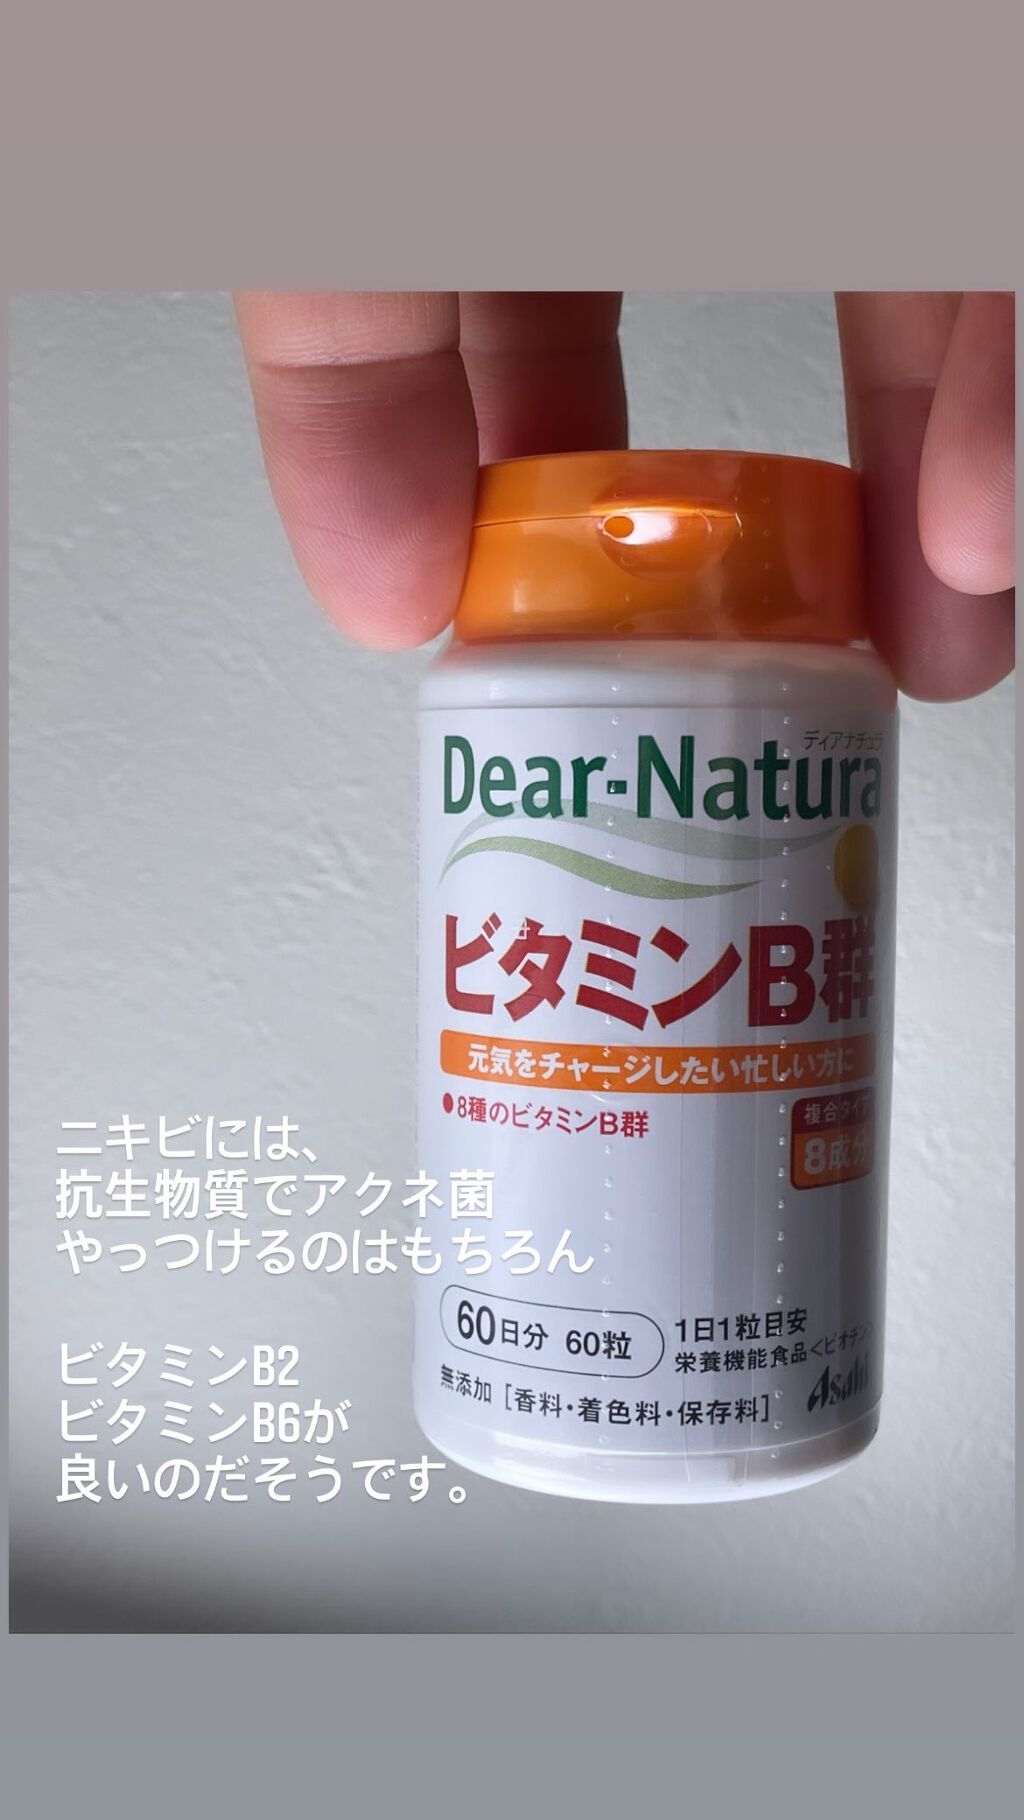 ディアナチュラ
Dear-Natura
ビタミンB群
元気をチャージしたい忙しい方に
●8種のビタミンB群
複合タイプ
8成分
ニキビには、
抗生物質でアクネ菌
やっつけるのはもちろん
ビタミンB2
ビタミンB6が
良いのだそうです。
60日分 60粒
1日1粒目安
栄養機能食品<ビオチン>
無添加［香料・着色料・保存料］
Asahi